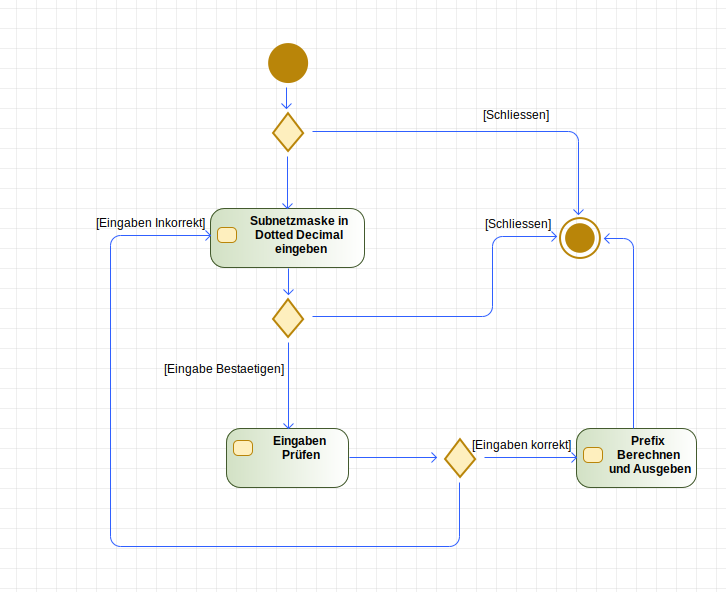 [Schliessen]
[Eingaben Inkorrekt]
Subnetzmaske in
Dotted Decimal
eingeben
[Schliessen]
[Eingabe Bestaetigen]
Eingaben
Prüfen
[Eingaben korrekt]
Prefix
Berechnen
und Ausgeben